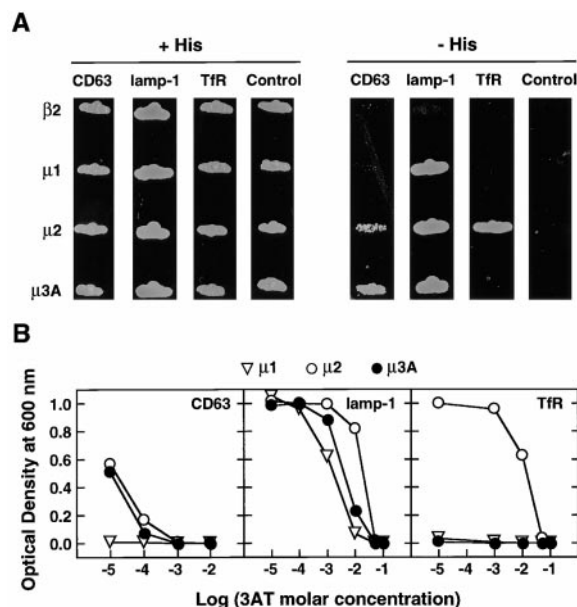 A
+ His
- His
CD63 lamp-1 TfR Control
CD63 lamp-1 TfR Control
β2
μ1
μ2
μ3A
B
▽ μ1 ○ μ2 ● μ3A
CD63
lamp-1
TfR
Optical Density at 600 nm
1.0
0.8
0.6
0.4
0.2
0.0
-5 -4 -3 -2 -5 -4 -3 -2 -1 -5 -4 -3 -2 -1
Log (3AT molar concentration)